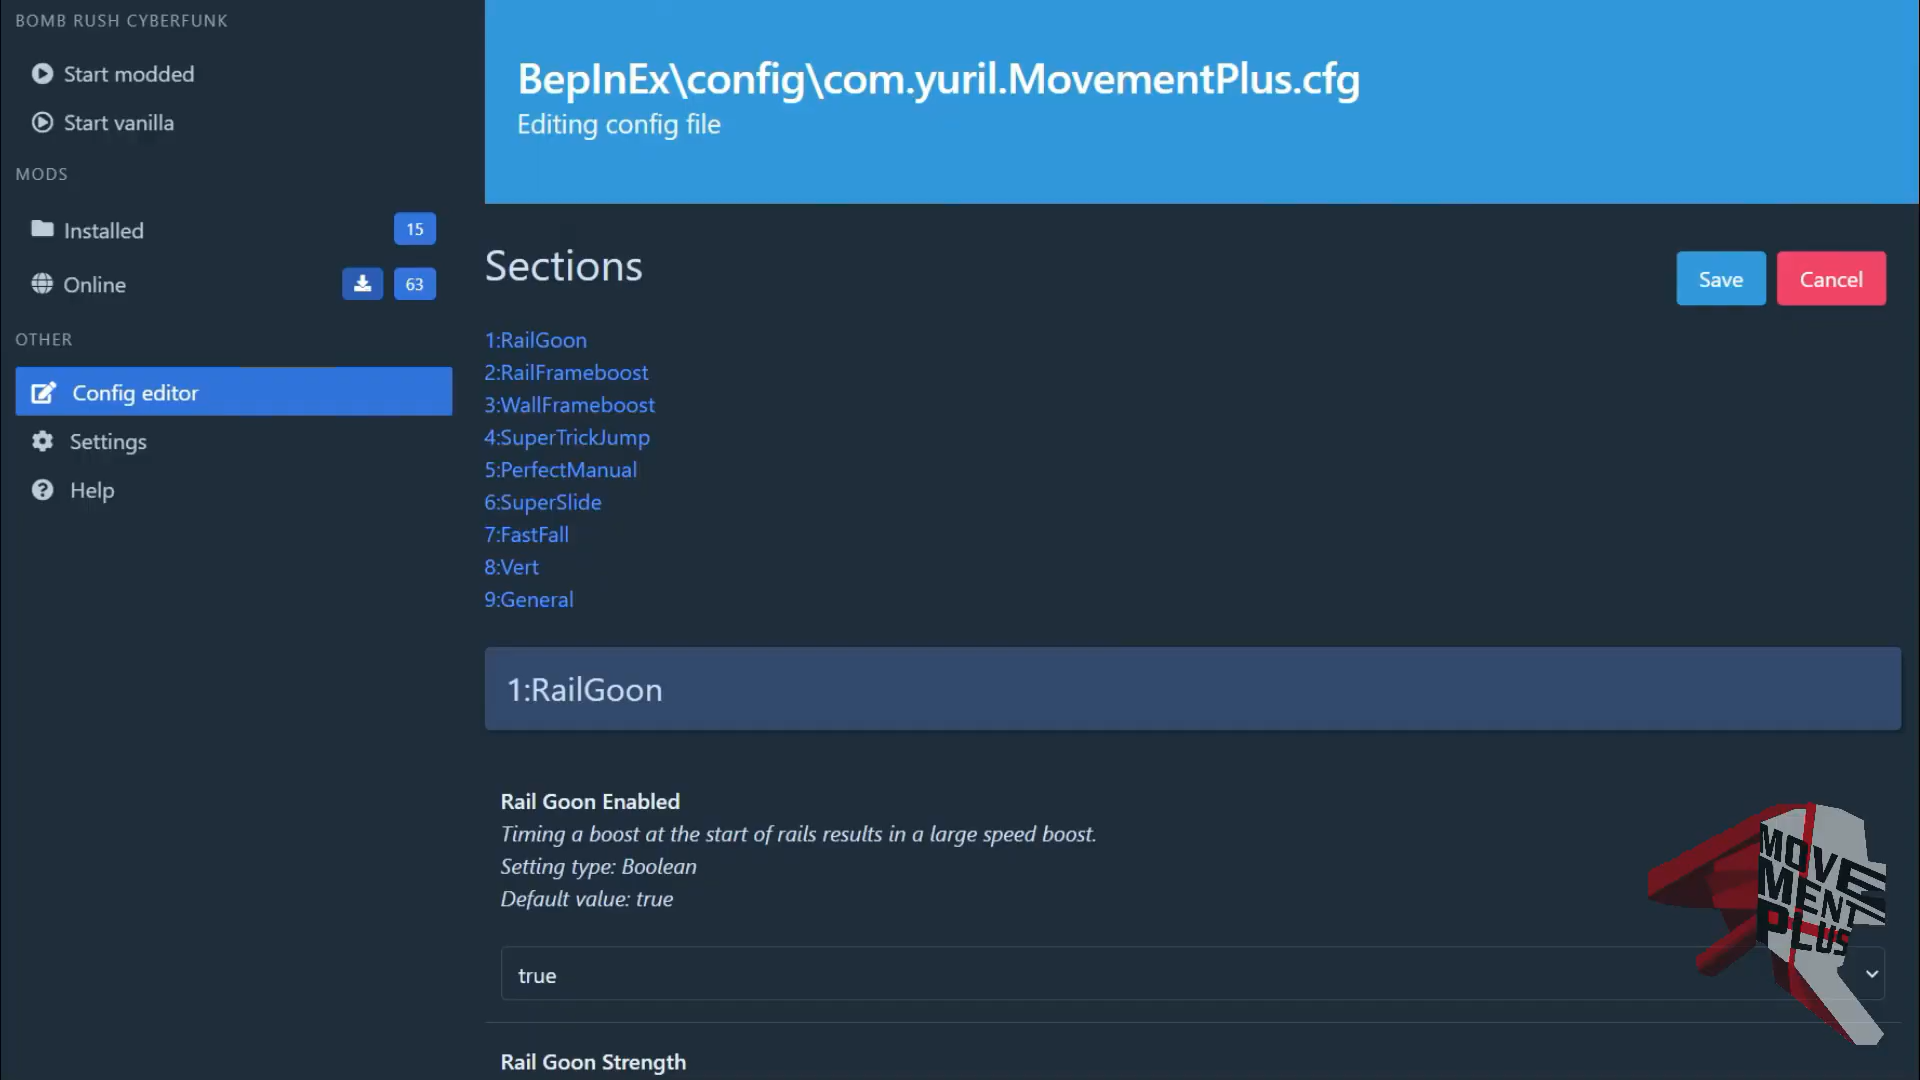 BOMB RUSH CYBERFUNK
Start modded
Start vanilla
MODS
Installed 15
Online 63
OTHER
Config editor
Settings
Help
BepInEx\config\com.yuril.MovementPlus.cfg
Editing config file
Sections
Save
Cancel
1:RailGoon
2:RailFrameboost
3:WallFrameboost
4:SuperTrickJump
5:PerfectManual
6:SuperSlide
7:FastFall
8:Vert
9:General
1:RailGoon
Rail Goon Enabled
Timing a boost at the start of rails results in a large speed boost.
Setting type: Boolean
Default value: true
true
Rail Goon Strength
MOVE
MENT
PLUS